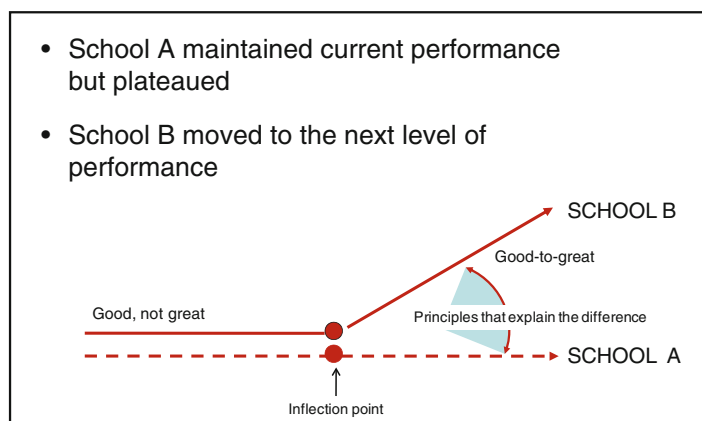 • School A maintained current performance
but plateaued
• School B moved to the next level of
performance
SCHOOL B
Good-to-great
Good, not great
Principles that explain the difference
SCHOOL A
Inflection point